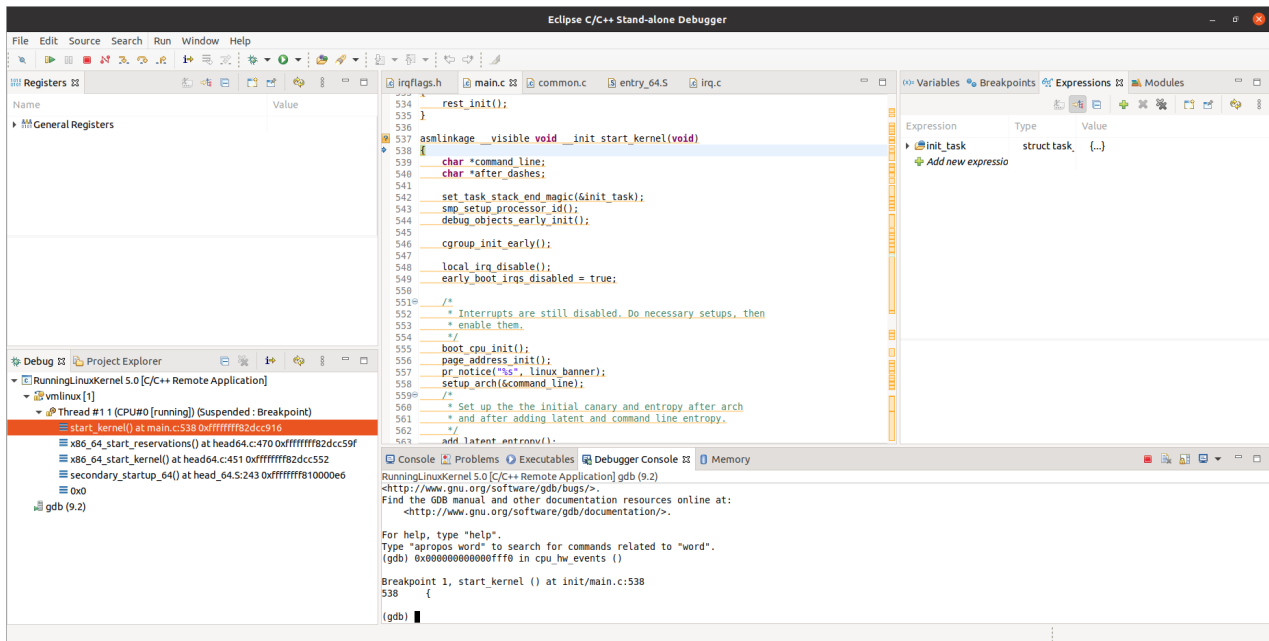 Eclipse C/C++ Stand-alone Debugger
File Edit Source Search Run Window Help
Registers
Name Value
General Registers
irqflags.h main.c common.c entry_64.S irq.c
534 rest_init();
535 }
536
537 asmlinkage __visible void __init start_kernel(void)
538 {
539 char *command_line;
540 char *after_dashes;
541
542 set_task_stack_end_magic(&init_task);
543 smp_setup_processor_id();
544 debug_objects_early_init();
545
546 cgroup_init_early();
547
548 local_irq_disable();
549 early_boot_irqs_disabled = true;
550
551 /*
552 * Interrupts are still disabled. Do necessary setups, then
553 * enable them.
554 */
555 boot_cpu_init();
556 page_address_init();
557 pr_notice("%s", linux_banner);
558 setup_arch(&command_line);
559 /*
560 * Set up the the initial canary and entropy after arch
561 * and after adding latent and command line entropy.
562 */
563 add_latent_entropy();
(x)= Variables Breakpoints Expressions Modules
Expression Type Value
init_task struct task_ {...}
Add new expressio
Debug Project Explorer
RunningLinuxKernel 5.0 [C/C++ Remote Application]
vmlinux [1]
Thread #1 1 (CPU#0 [running]) (Suspended : Breakpoint)
start_kernel() at main.c:538 0xffffffff82dcc916
x86_64_start_reservations() at head64.c:470 0xffffffff82dcc59f
x86_64_start_kernel() at head64.c:451 0xffffffff82dcc552
secondary_startup_64() at head_64.S:243 0xffffffff810000e6
0x0
gdb (9.2)
Console Problems Executables Debugger Console Memory
RunningLinuxKernel 5.0 [C/C++ Remote Application] gdb (9.2)
<http://www.gnu.org/software/gdb/bugs/>.
Find the GDB manual and other documentation resources online at:
<http://www.gnu.org/software/gdb/documentation/>.
For help, type "help".
Type "apropos word" to search for commands related to "word".
(gdb) 0x000000000000fff0 in cpu_hw_events ()
Breakpoint 1, start_kernel () at init/main.c:538
538 {
(gdb)